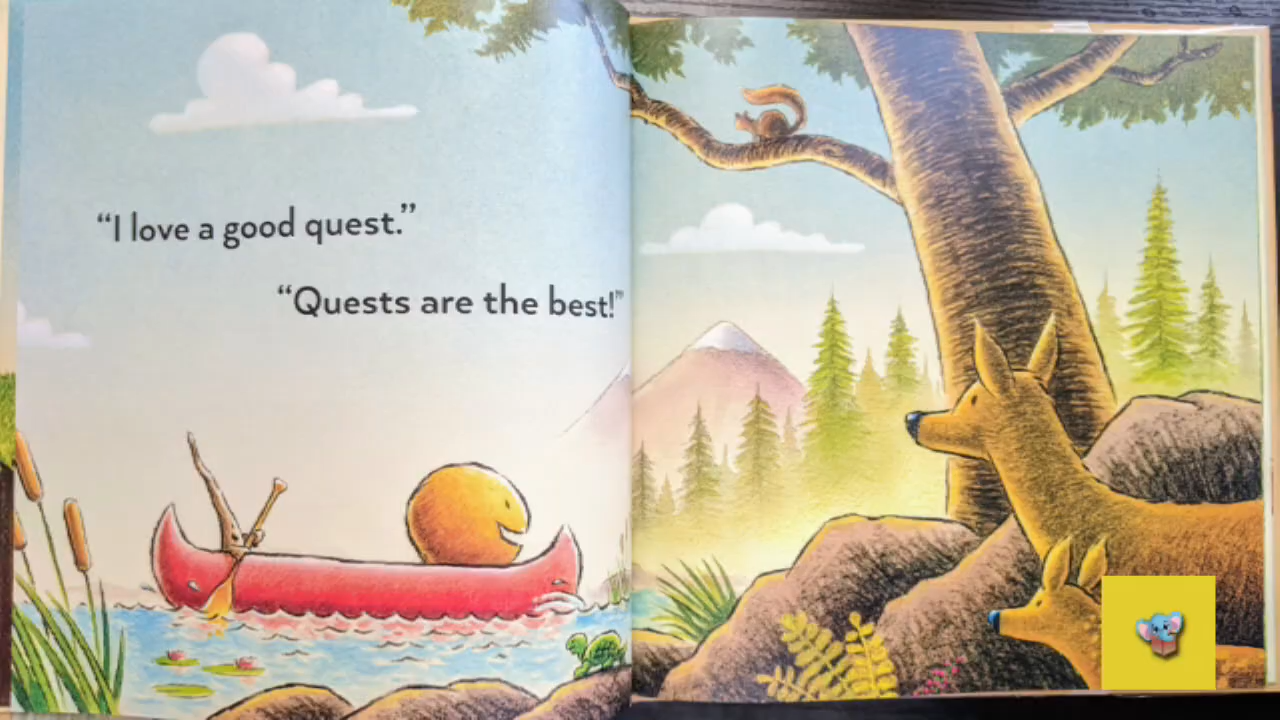 “I love a good quest.”
“Quests are the best!”